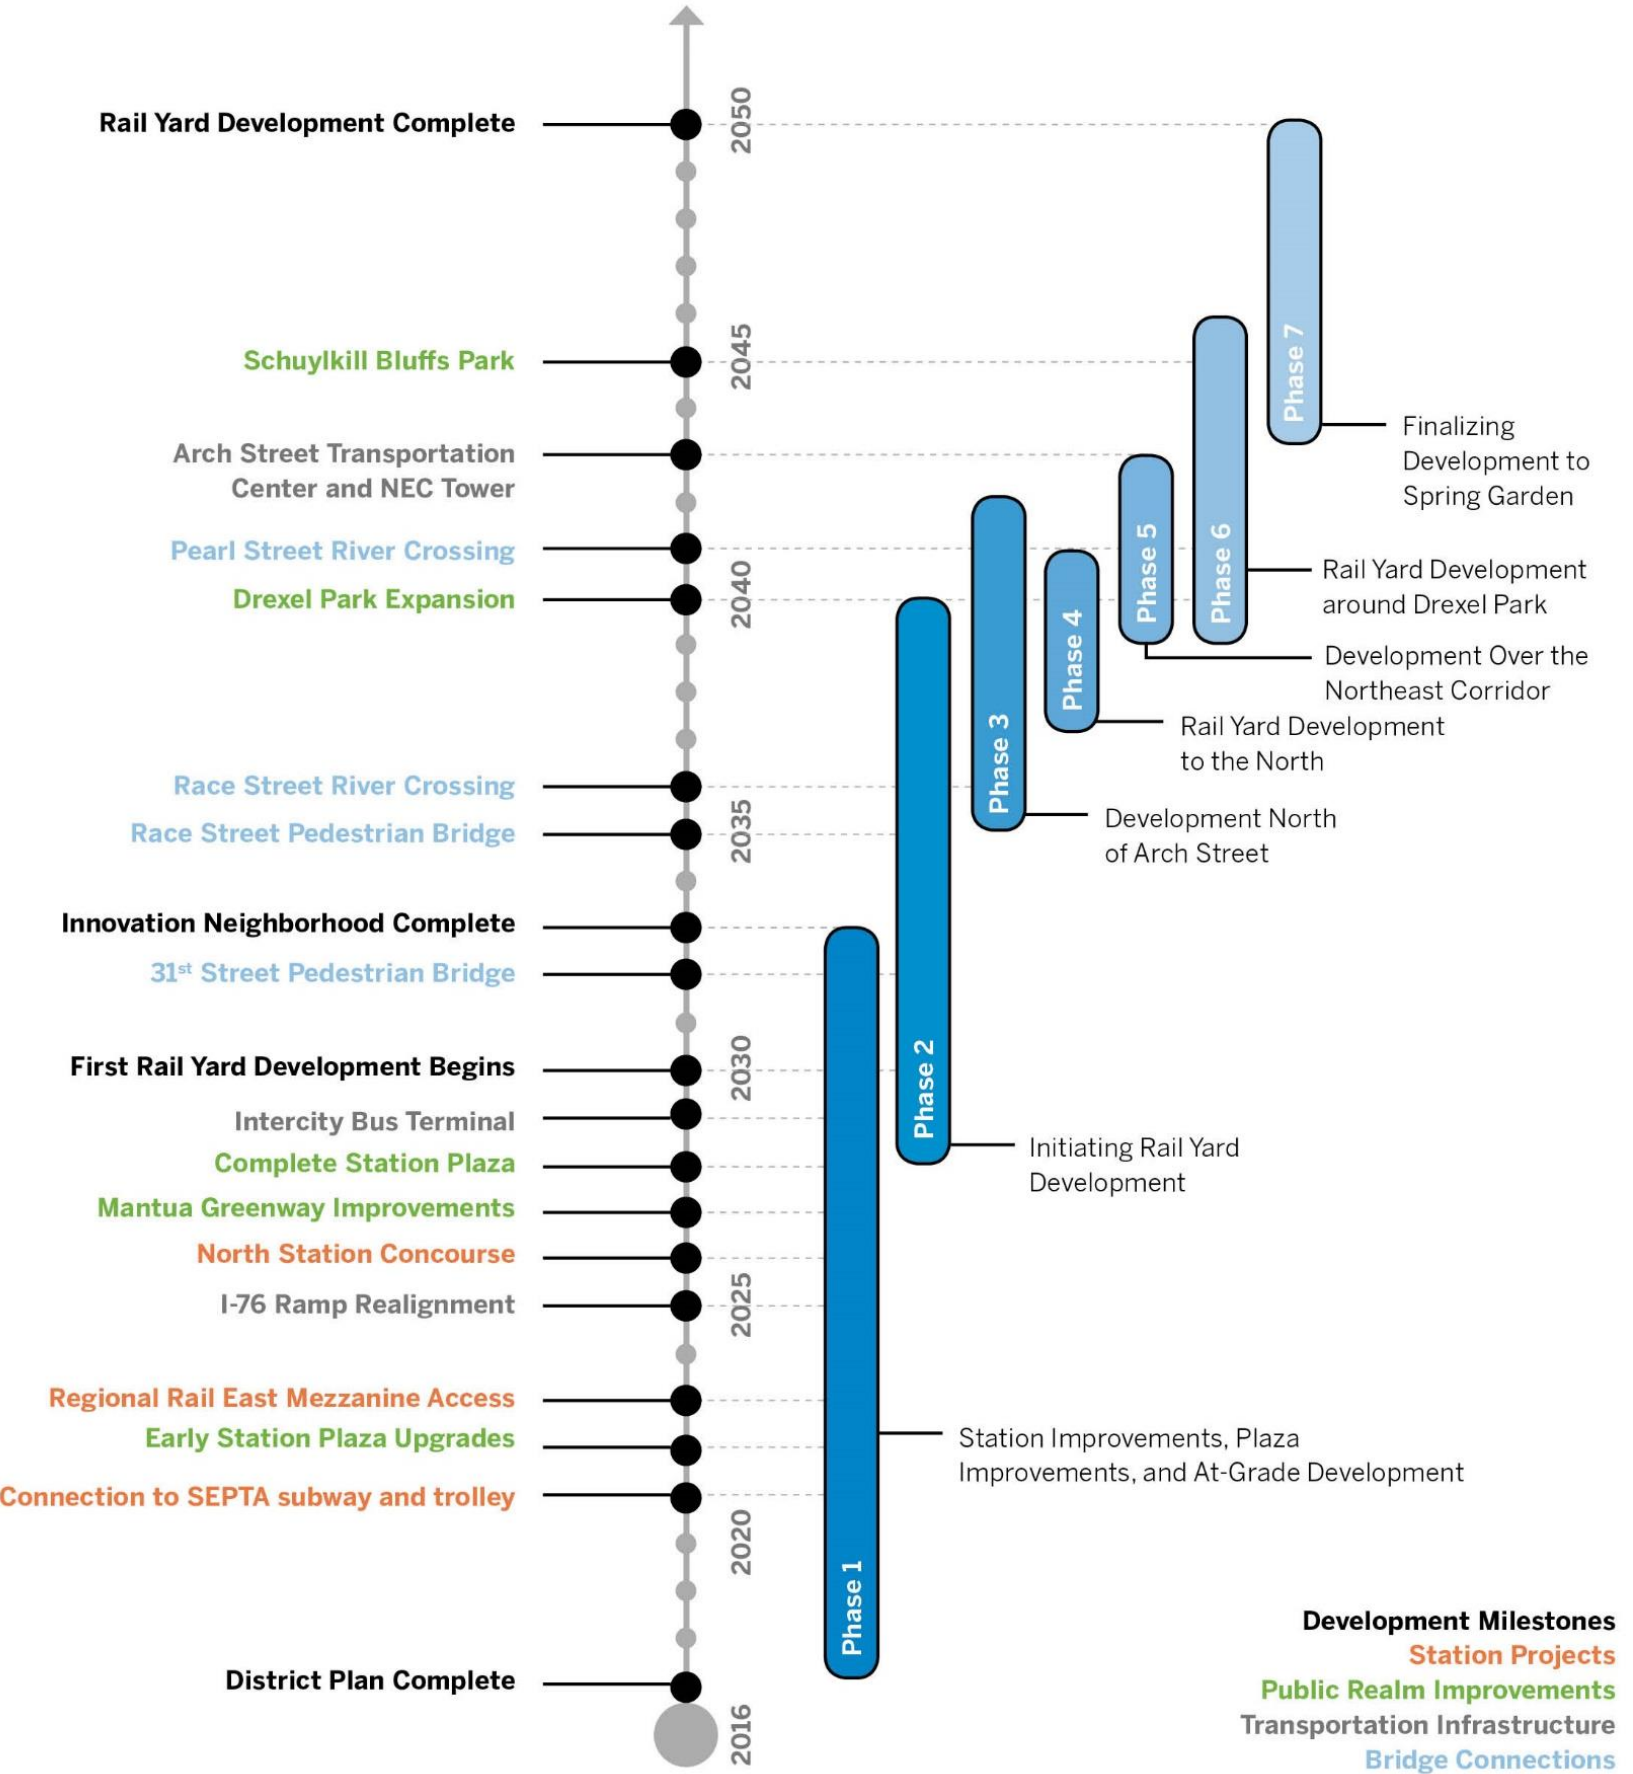 Rail Yard Development Complete
2050
Schuylkill Bluffs Park
2045
Phase 7
Finalizing
Development to
Spring Garden
Arch Street Transportation
Center and NEC Tower
Pearl Street River Crossing
Drexel Park Expansion
2040
Phase 5
Phase 6
Rail Yard Development
around Drexel Park
Phase 4
Development Over the
Northeast Corridor
Rail Yard Development
to the North
Phase 3
Race Street River Crossing
Race Street Pedestrian Bridge
2035
Development North
of Arch Street
Innovation Neighborhood Complete
31st Street Pedestrian Bridge
First Rail Yard Development Begins
2030
Phase 2
Intercity Bus Terminal
Initiating Rail Yard
Development
Complete Station Plaza
Mantua Greenway Improvements
North Station Concourse
I-76 Ramp Realignment
2025
Regional Rail East Mezzanine Access
Early Station Plaza Upgrades
Station Improvements, Plaza
Improvements, and At-Grade Development
Connection to SEPTA subway and trolley
2020
Phase 1
District Plan Complete
2016
Development Milestones
Station Projects
Public Realm Improvements
Transportation Infrastructure
Bridge Connections